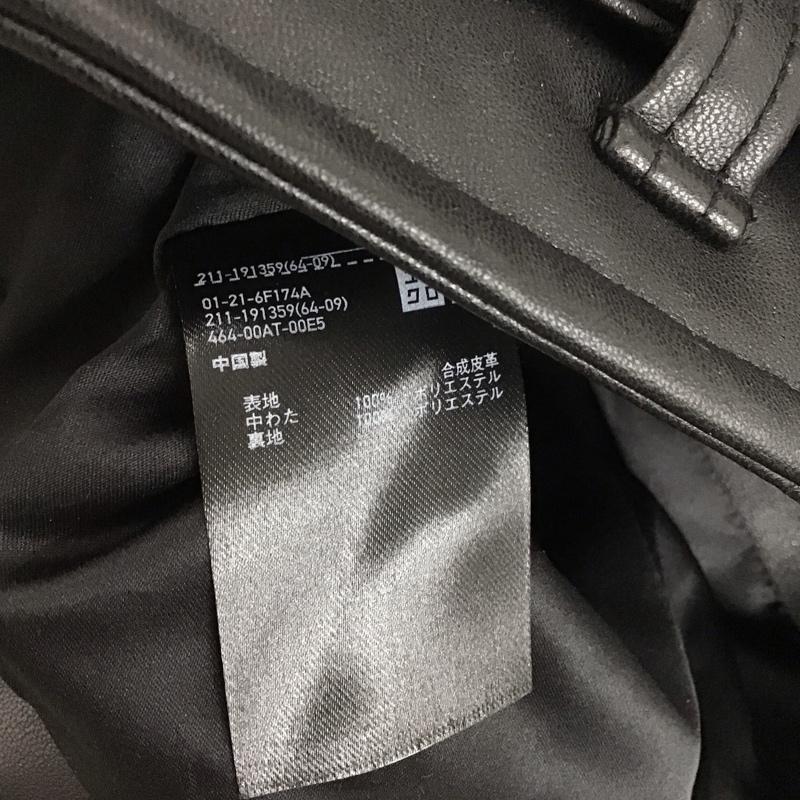 211-191359(64-09)
01-21-6F174A
211-191359(64-09)
464-00AT-00E5
中国製
表地 合成皮革
中わた 100% ポリエステル
裏地 100% ポリエステル